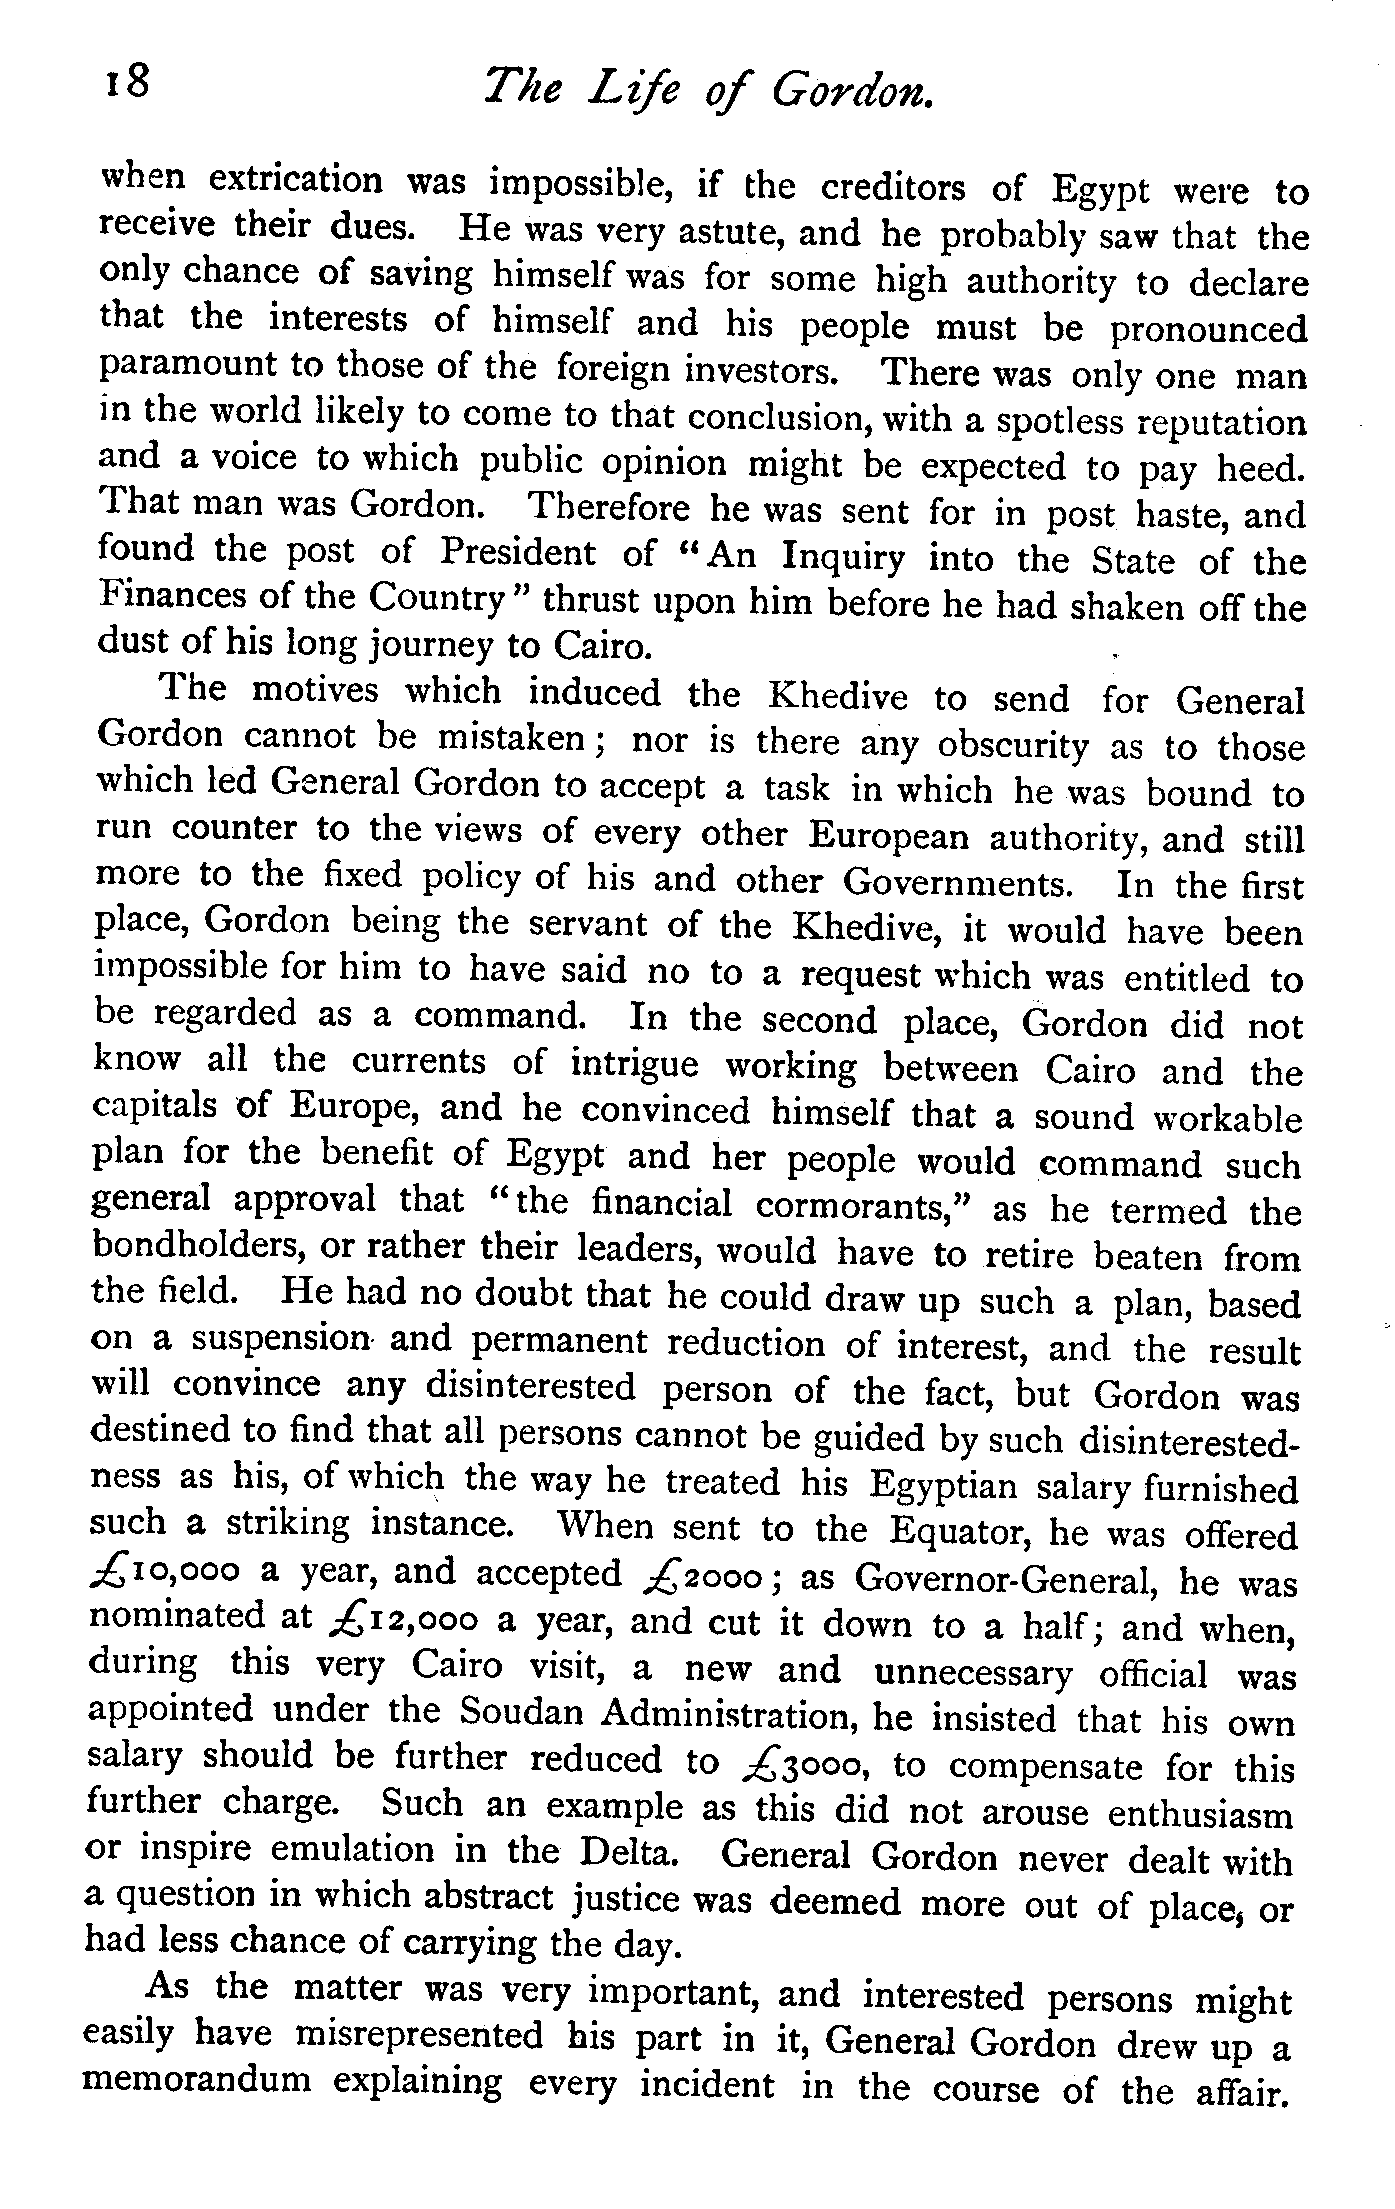 18 The Life of Gordon.
when extrication was impossible, if the creditors of Egypt were to
receive their dues. He was very astute, and he probably saw that the
only chance of saving himself was for some high authority to declare
that the interests of himself and his people must be pronounced
paramount to those of the foreign investors. There was only one man
in the world likely to come to that conclusion, with a spotless reputation
and a voice to which public opinion might be expected to pay heed.
That man was Gordon. Therefore he was sent for in post haste, and
found the post of President of "An Inquiry into the State of the
Finances of the Country" thrust upon him before he had shaken off the
dust of his long journey to Cairo.
The motives which induced the Khedive to send for General
Gordon cannot be mistaken; nor is there any obscurity as to those
which led General Gordon to accept a task in which he was bound to
run counter to the views of every other European authority, and still
more to the fixed policy of his and other Governments. In the first
place, Gordon being the servant of the Khedive, it would have been
impossible for him to have said no to a request which was entitled to
be regarded as a command. In the second place, Gordon did not
know all the currents of intrigue working between Cairo and the
capitals of Europe, and he convinced himself that a sound workable
plan for the benefit of Egypt and her people would command such
general approval that "the financial cormorants," as he termed the
bondholders, or rather their leaders, would have to retire beaten from
the field. He had no doubt that he could draw up such a plan, based
on a suspension and permanent reduction of interest, and the result
will convince any disinterested person of the fact, but Gordon was
destined to find that all persons cannot be guided by such disinterested-
ness as his, of which the way he treated his Egyptian salary furnished
such a striking instance. When sent to the Equator, he was offered
£10,000 a year, and accepted £2000; as Governor-General, he was
nominated at £12,000 a year, and cut it down to a half; and when,
during this very Cairo visit, a new and unnecessary official was
appointed under the Soudan Administration, he insisted that his own
salary should be further reduced to £3000, to compensate for this
further charge. Such an example as this did not arouse enthusiasm
or inspire emulation in the Delta. General Gordon never dealt with
a question in which abstract justice was deemed more out of place, or
had less chance of carrying the day.
As the matter was very important, and interested persons might
easily have misrepresented his part in it, General Gordon drew up a
memorandum explaining every incident in the course of the affair.